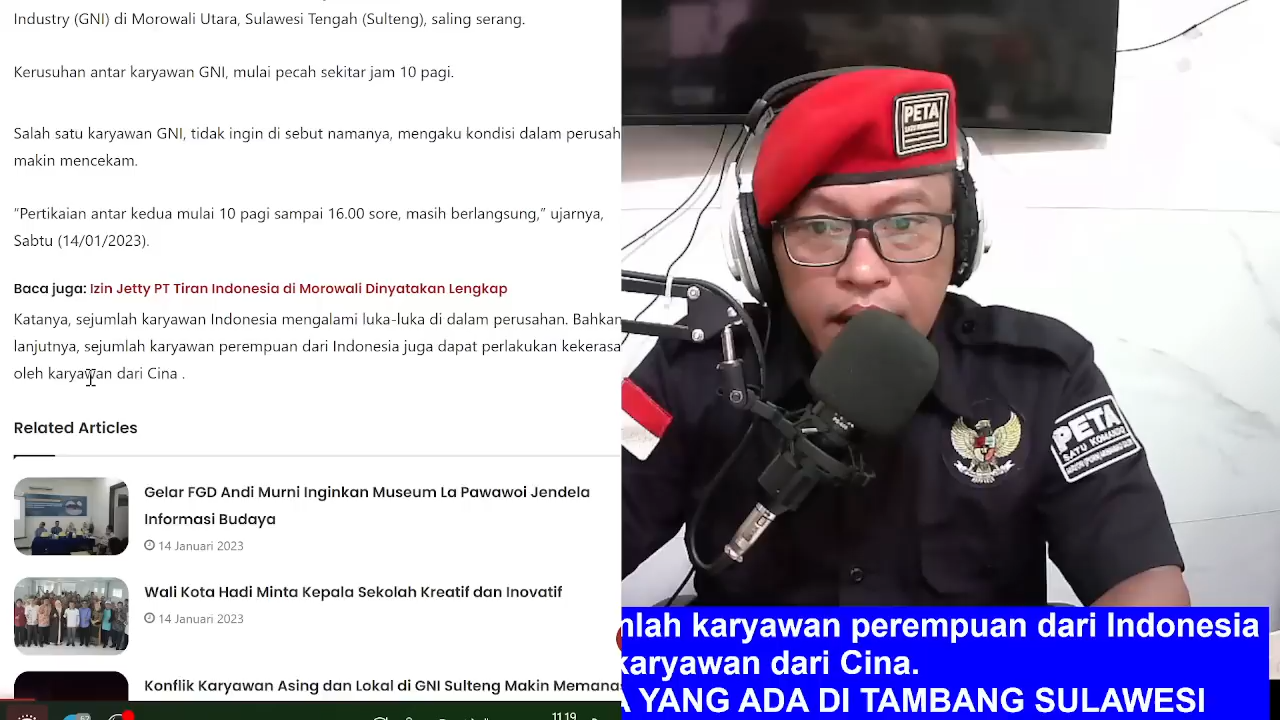 Industry (GNI) di Morowali Utara, Sulawesi Tengah (Sulteng), saling serang.
Kerusuhan antar karyawan GNI, mulai pecah sekitar jam 10 pagi.
Salah satu karyawan GNI, tidak ingin di sebut namanya, mengaku kondisi dalam perusah
makin mencekam.
“Pertikaian antar kedua mulai 10 pagi sampai 16.00 sore, masih berlangsung,” ujarnya,
Sabtu (14/01/2023).
Baca juga: Izin Jetty PT Tiran Indonesia di Morowali Dinyatakan Lengkap
Katanya, sejumlah karyawan Indonesia mengalami luka-luka di dalam perusahan. Bahkan
lanjutnya, sejumlah karyawan perempuan dari Indonesia juga dapat perlakukan kekerasa
oleh karyawan dari Cina .
Related Articles
Gelar FGD Andi Murni Inginkan Museum La Pawawoi Jendela
Informasi Budaya
14 Januari 2023
Wali Kota Hadi Minta Kepala Sekolah Kreatif dan Inovatif
14 Januari 2023
Konflik Karyawan Asing dan Lokal di GNI Sulteng Makin Memanas
11.19
PETA
PETA
SATU KOMANDO
mlah karyawan perempuan dari Indonesia
karyawan dari Cina.
A YANG ADA DI TAMBANG SULAWESI